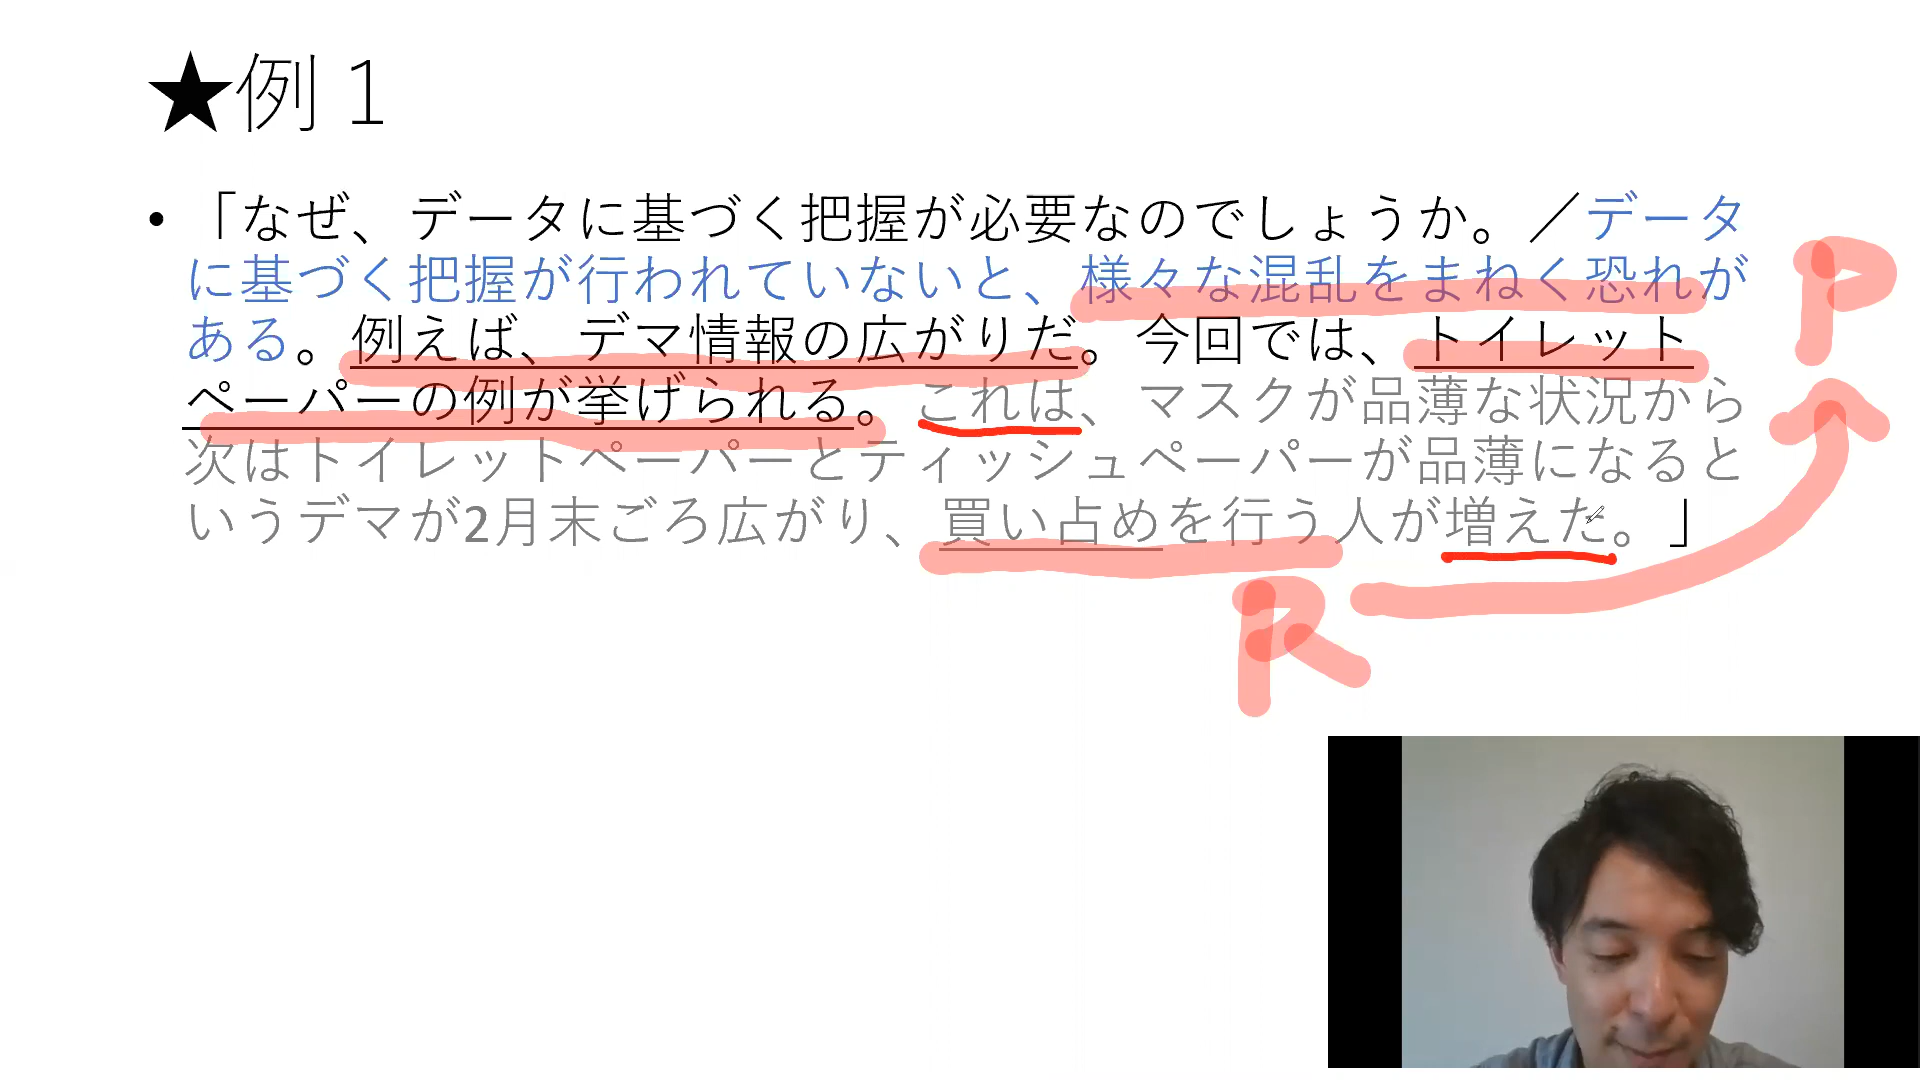 ★例1
• 「なぜ、データに基づく把握が必要なのでしょうか。／データ
に基づく把握が行われていないと、様々な混乱をまねく恐れが
ある。例えば、デマ情報の広がりだ。今回では、トイレット
ペーパーの例が挙げられる。これは、マスクが品薄な状況から
次はトイレットペーパーとティッシュペーパーが品薄になると
いうデマが2月末ごろ広がり、買い占めを行う人が増えた。」
P
R